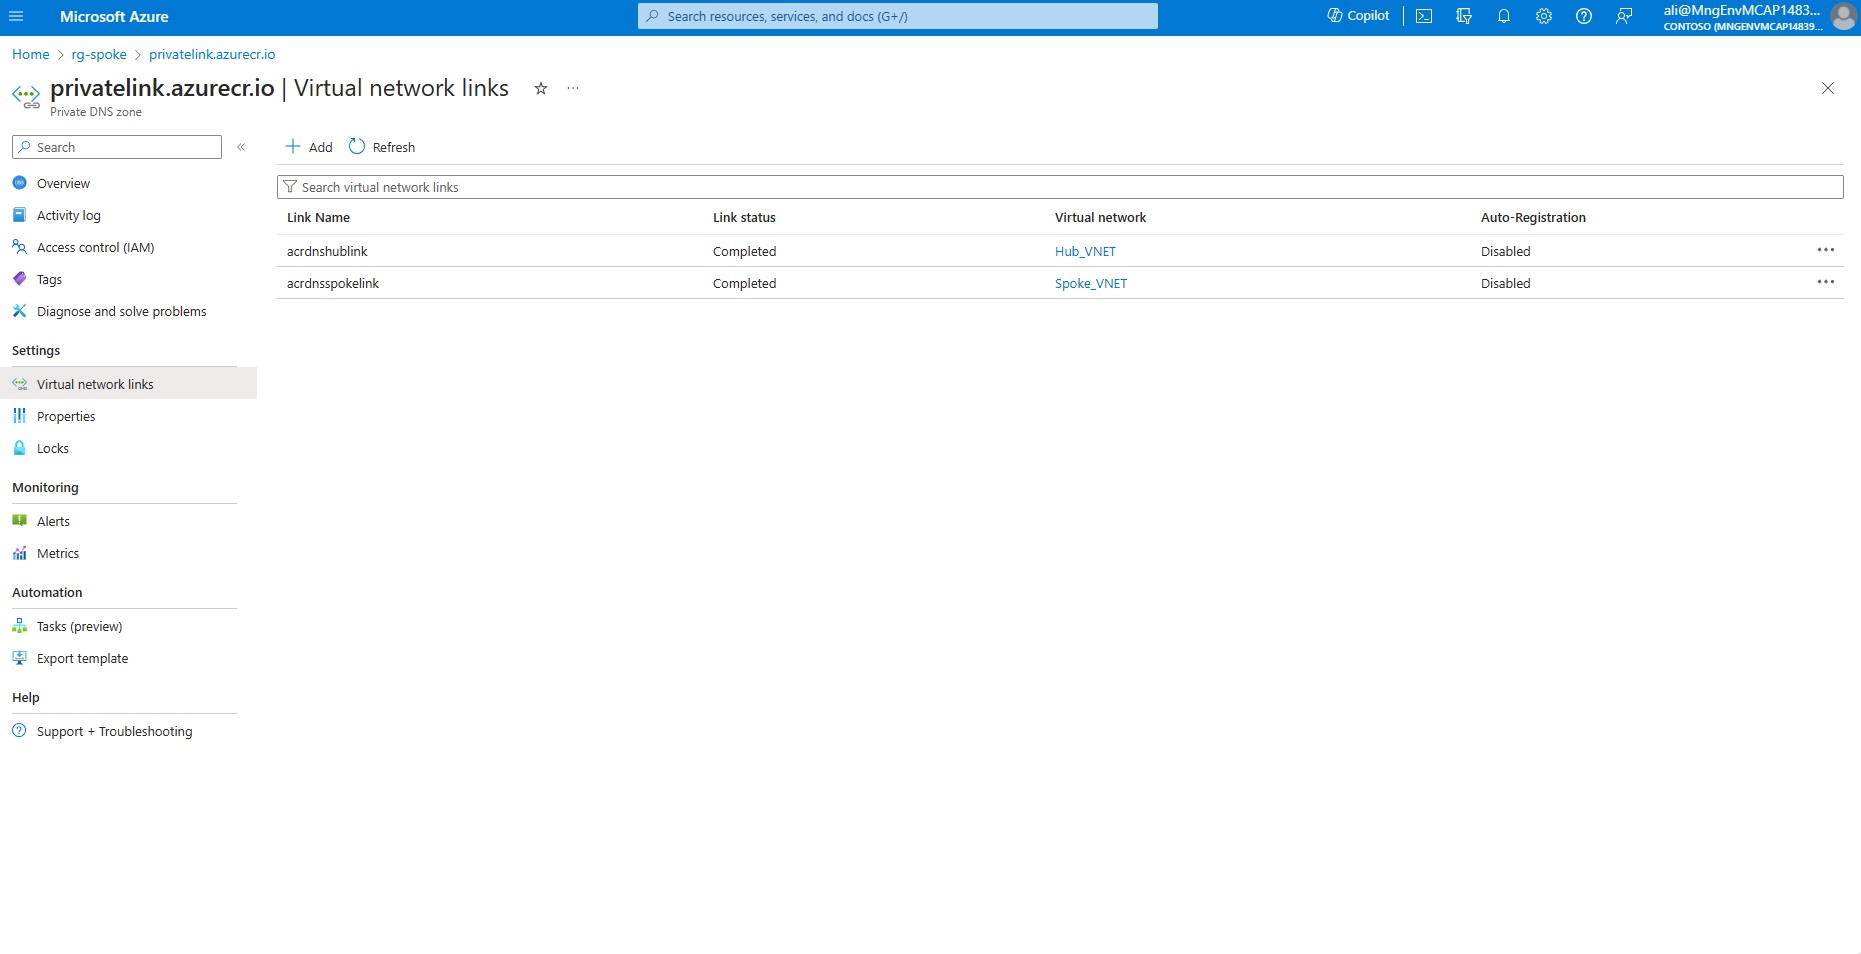 Microsoft Azure
Search resources, services, and docs (G+/)
Copilot
ali@MngEnvMCAP1483...
CONTOSO (MNGENVMCAP14839...
Home > rg-spoke > privatelink.azurecr.io
privatelink.azurecr.io | Virtual network links
Private DNS zone
Search
Overview
Activity log
Access control (IAM)
Tags
Diagnose and solve problems
Settings
Virtual network links
Properties
Locks
Monitoring
Alerts
Metrics
Automation
Tasks (preview)
Export template
Help
Support + Troubleshooting
Add Refresh
Search virtual network links
Link Name Link status Virtual network Auto-Registration
acrdnshublink Completed Hub_VNET Disabled
acrdnsspokelink Completed Spoke_VNET Disabled